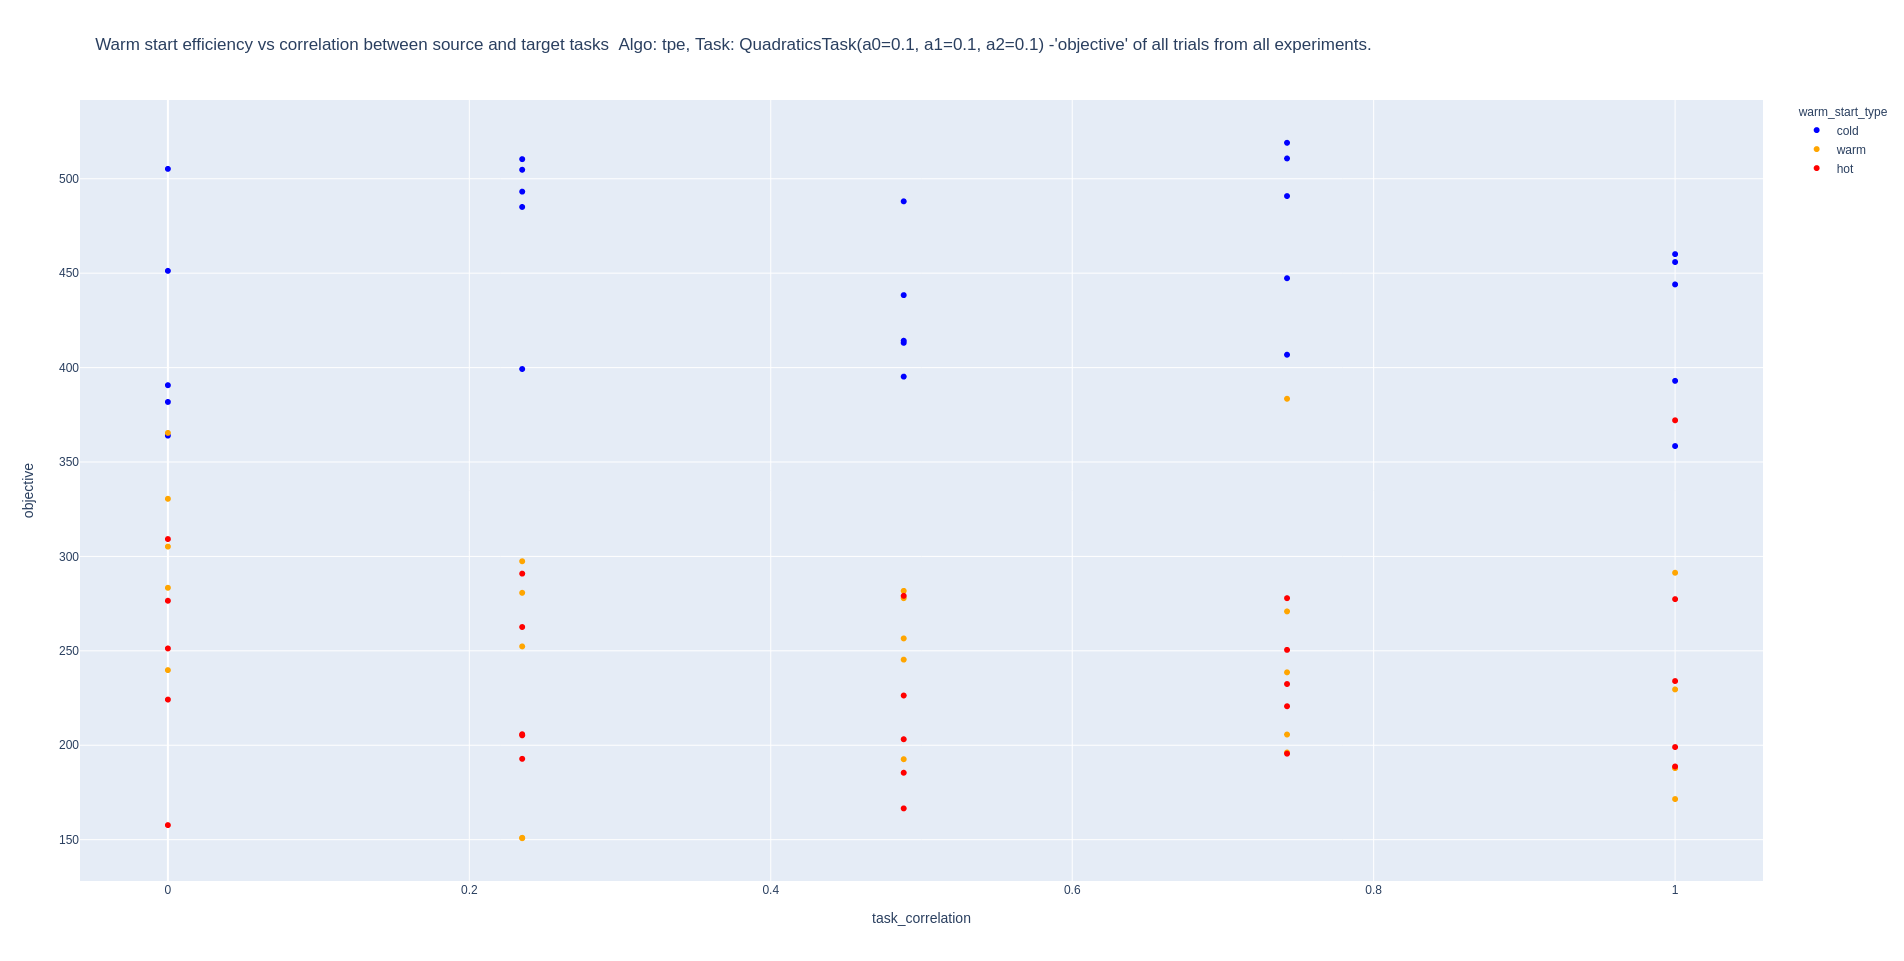 Warm start efficiency vs correlation between source and target tasks  Algo: tpe, Task: QuadraticsTask(a0=0.1, a1=0.1, a2=0.1) -'objective' of all trials from all experiments.
warm_start_type
cold
warm
hot
500
450
400
350
300
250
200
150
objective
0
0.2
0.4
0.6
0.8
1
task_correlation